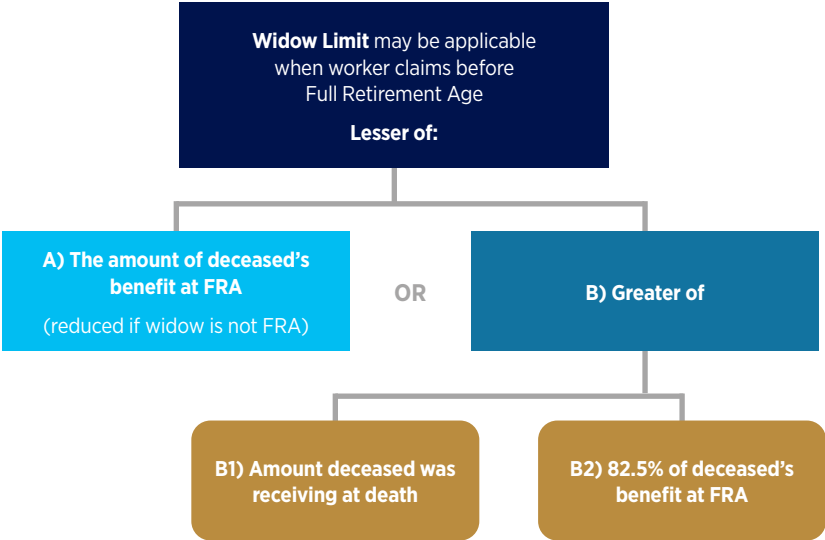 Widow Limit may be applicable
when worker claims before
Full Retirement Age
Lesser of:
A) The amount of deceased’s
benefit at FRA
(reduced if widow is not FRA)
OR
B) Greater of
B1) Amount deceased was
receiving at death
B2) 82.5% of deceased’s
benefit at FRA